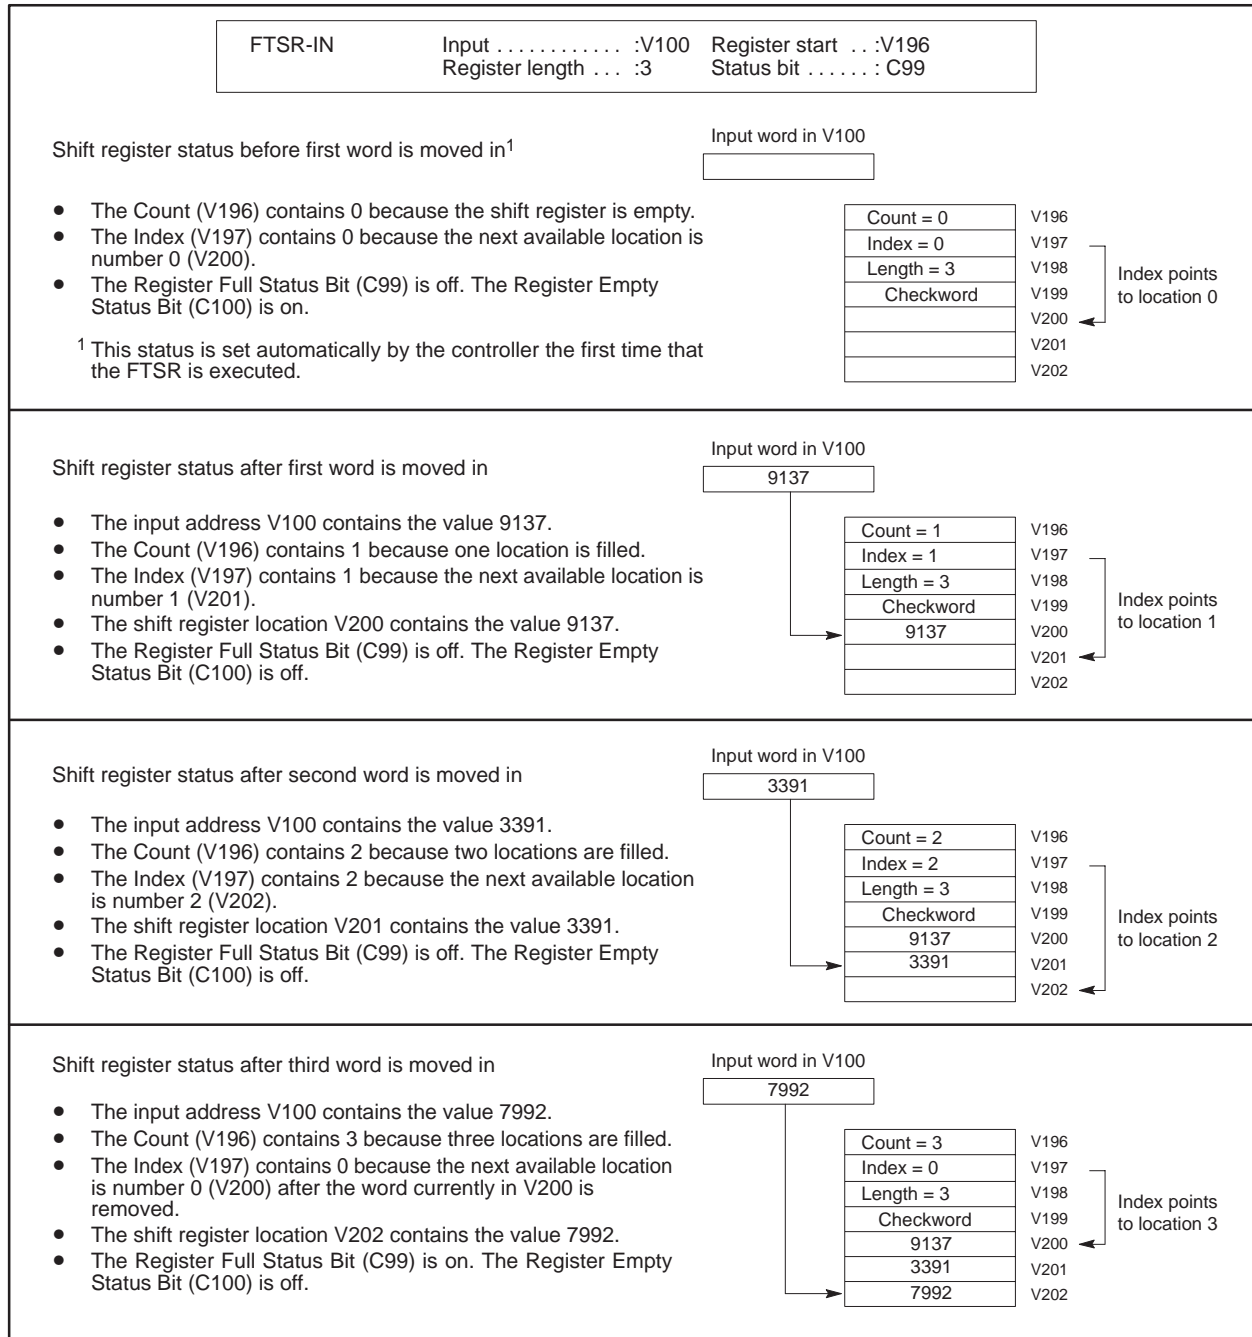 FTSR-IN Input . . . . . . . . . . . . :V100 Register start . . :V196
Register length . . . :3 Status bit . . . . . . : C99
Shift register status before first word is moved in1
Input word in V100
• The Count (V196) contains 0 because the shift register is empty.
• The Index (V197) contains 0 because the next available location is
number 0 (V200).
• The Register Full Status Bit (C99) is off. The Register Empty
Status Bit (C100) is on.
1 This status is set automatically by the controller the first time that
the FTSR is executed.
Count = 0 V196
Index = 0 V197
Length = 3 V198
Checkword V199
V200
V201
V202
Index points
to location 0
Shift register status after first word is moved in
Input word in V100
9137
• The input address V100 contains the value 9137.
• The Count (V196) contains 1 because one location is filled.
• The Index (V197) contains 1 because the next available location is
number 1 (V201).
• The shift register location V200 contains the value 9137.
• The Register Full Status Bit (C99) is off. The Register Empty
Status Bit (C100) is off.
Count = 1 V196
Index = 1 V197
Length = 3 V198
Checkword V199
9137 V200
V201
V202
Index points
to location 1
Shift register status after second word is moved in
Input word in V100
3391
• The input address V100 contains the value 3391.
• The Count (V196) contains 2 because two locations are filled.
• The Index (V197) contains 2 because the next available location
is number 2 (V202).
• The shift register location V201 contains the value 3391.
• The Register Full Status Bit (C99) is off. The Register Empty
Status Bit (C100) is off.
Count = 2 V196
Index = 2 V197
Length = 3 V198
Checkword V199
9137 V200
3391 V201
V202
Index points
to location 2
Shift register status after third word is moved in
Input word in V100
7992
• The input address V100 contains the value 7992.
• The Count (V196) contains 3 because three locations are filled.
• The Index (V197) contains 0 because the next available location
is number 0 (V200) after the word currently in V200 is
removed.
• The shift register location V202 contains the value 7992.
• The Register Full Status Bit (C99) is on. The Register Empty
Status Bit (C100) is off.
Count = 3 V196
Index = 0 V197
Length = 3 V198
Checkword V199
9137 V200
3391 V201
7992 V202
Index points
to location 3